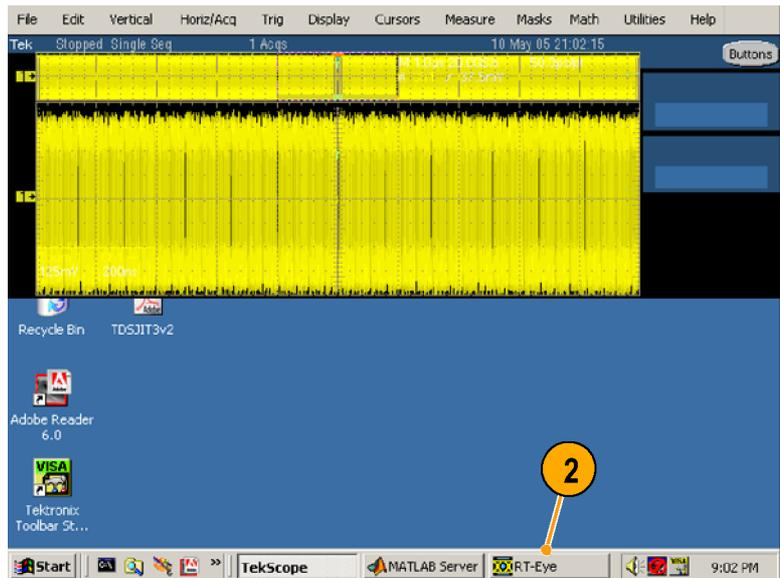 File Edit Vertical Horiz/Acq Trig Display Cursors Measure Masks Math Utilities Help
Tek Stopped Single Seq 1 Acqs 10 May 05 21:02:15
Buttons
125mV 200ns
Recycle Bin
TDSJIT3v2
Adobe Reader
6.0
VISA
Tektronix
Toolbar St...
2
Start » TekScope MATLAB Server RT-Eye 9:02 PM